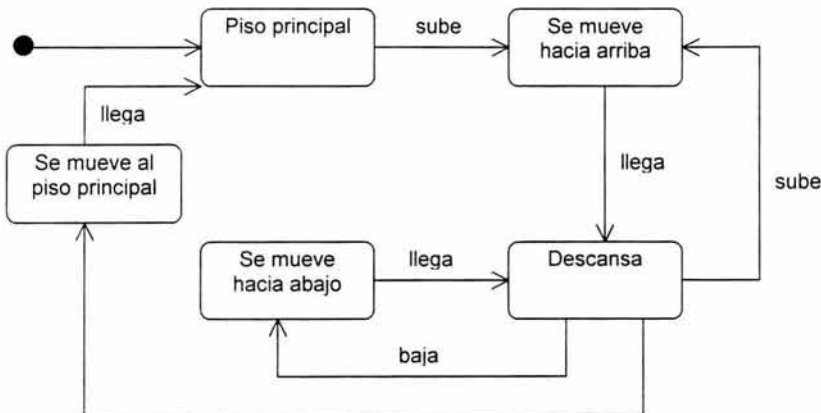 Piso principal
sube
Se mueve
hacia arriba
llega
Se mueve al
piso principal
llega
sube
Se mueve
hacia abajo
llega
Descansa
baja